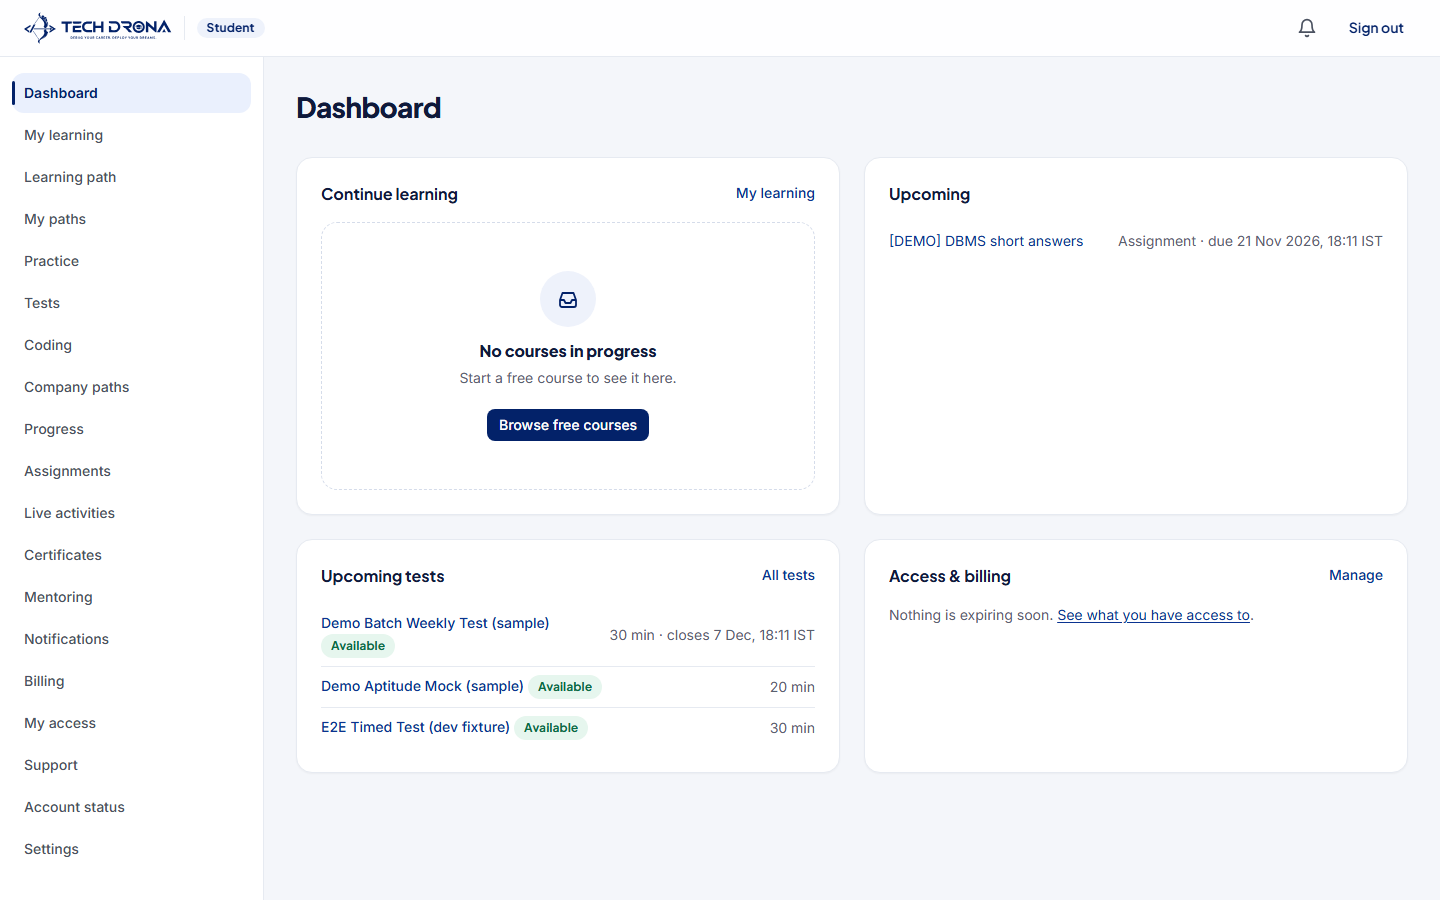 TECH DRONA
Student
Sign out
Dashboard
My learning
Learning path
My paths
Practice
Tests
Coding
Company paths
Progress
Assignments
Live activities
Certificates
Mentoring
Notifications
Billing
My access
Support
Account status
Settings
Dashboard
Continue learning
My learning
No courses in progress
Start a free course to see it here.
Browse free courses
Upcoming
[DEMO] DBMS short answers
Assignment · due 21 Nov 2026, 18:11 IST
Upcoming tests
All tests
Demo Batch Weekly Test (sample)
Available
30 min · closes 7 Dec, 18:11 IST
Demo Aptitude Mock (sample) Available
20 min
E2E Timed Test (dev fixture) Available
30 min
Access & billing
Manage
Nothing is expiring soon. See what you have access to.